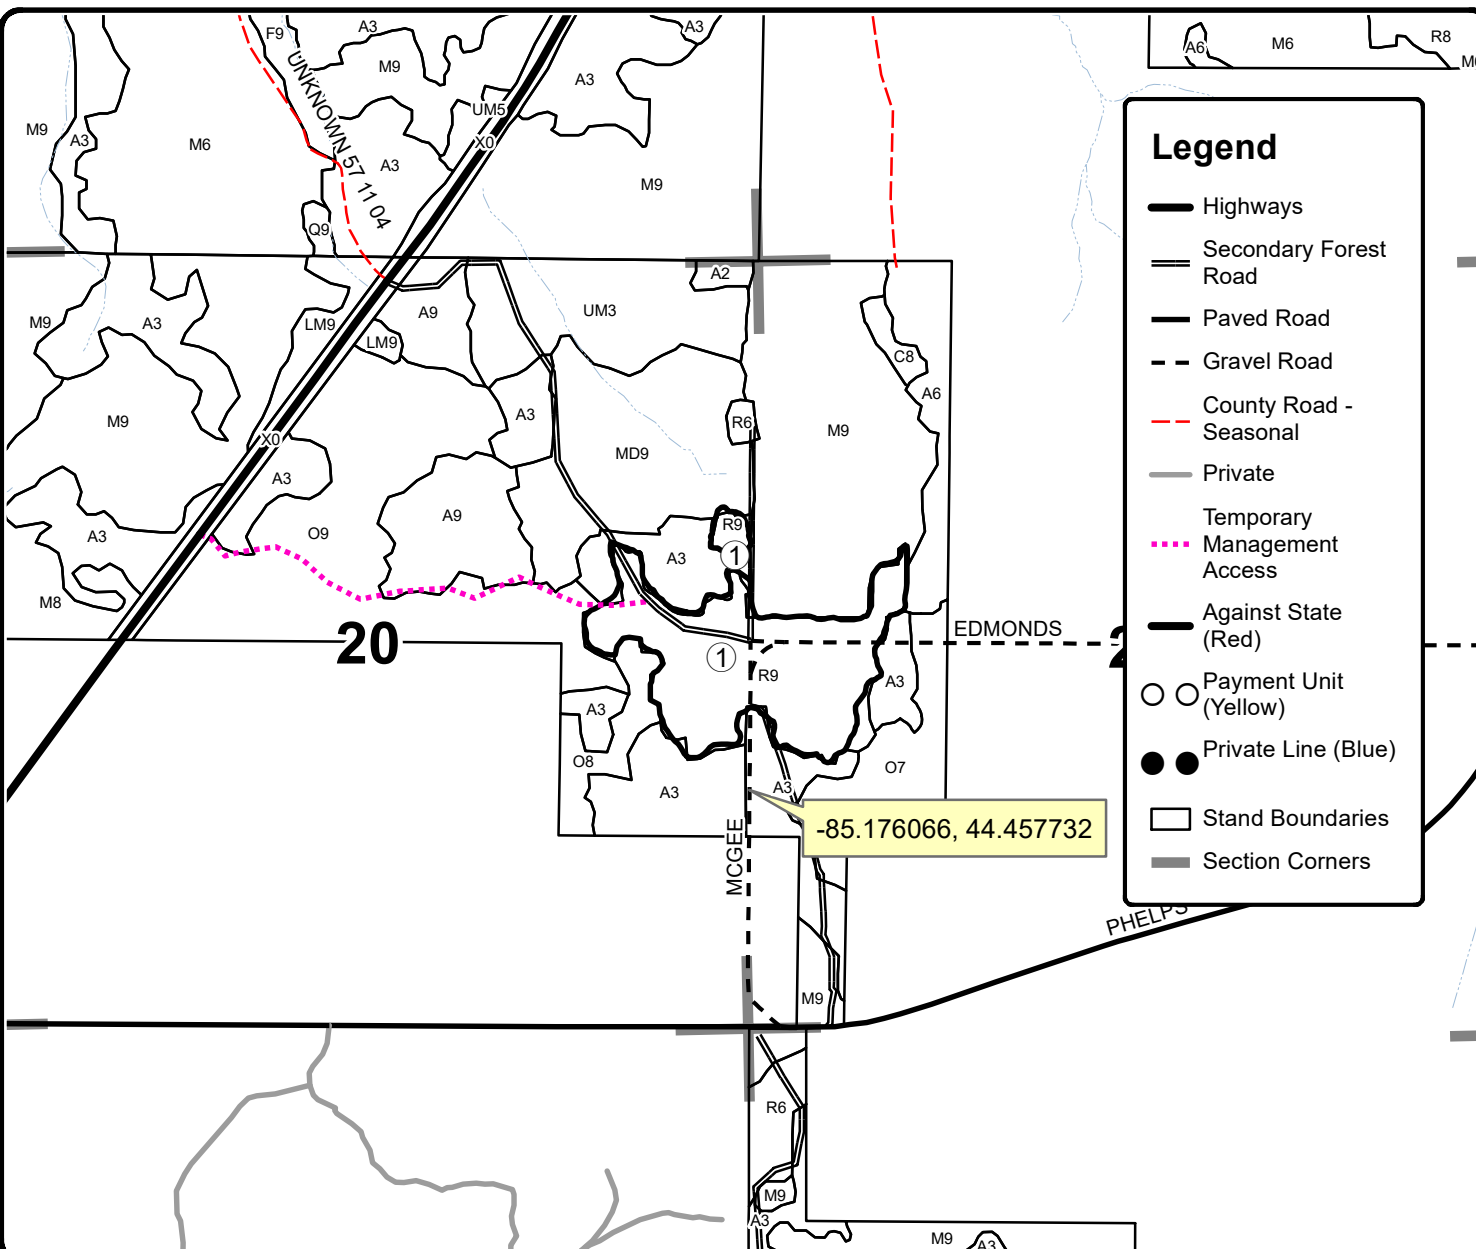 F9
A3
A3
A6
M6
R8
M9
A3
UNKNOWN 57 11 04
UM5
X0
M9
A3
M6
A3
M9
Q9
A2
M9
A3
LM9
A9
UM3
LM9
C8
A6
M9
A3
R6
M9
X0
MD9
A3
A9
R9
O9
A3
A3
1
M8
20
EDMONDS
1
R9
A3
A3
O8
O7
A3
A3
-85.176066, 44.457732
MCGEE
PHELPS
M9
R6
M9
A3
M9
A3
Legend
Highways
Secondary Forest
Road
Paved Road
Gravel Road
County Road -
Seasonal
Private
Temporary
Management
Access
Against State
(Red)
Payment Unit
(Yellow)
Private Line (Blue)
Stand Boundaries
Section Corners